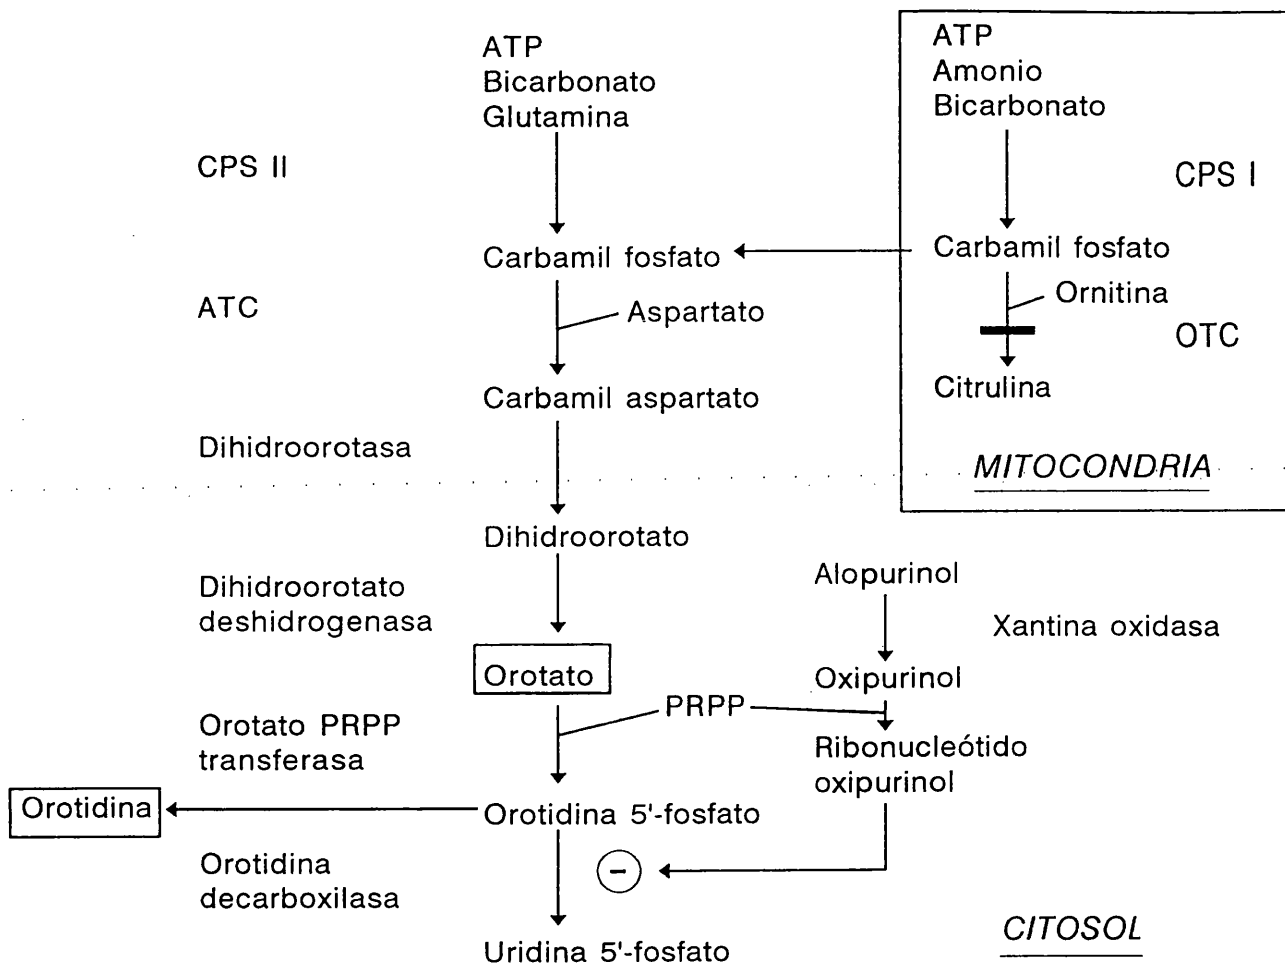 ATP
Bicarbonato
Glutamina
CPS II
Carbamil fosfato
ATC
Aspartato
Carbamil aspartato
Dihidroorotasa
Dihidroorotato
Dihidroorotato
deshidrogenasa
Orotato
Orotato PRPP
transferasa
PRPP
Orotidina
Orotidina 5'-fosfato
Orotidina
decarboxilasa
−
Uridina 5'-fosfato
ATP
Amonio
Bicarbonato
CPS I
Carbamil fosfato
Ornitina
OTC
Citrulina
MITOCONDRIA
Alopurinol
Xantina oxidasa
Oxipurinol
Ribonucleótido
oxipurinol
CITOSOL